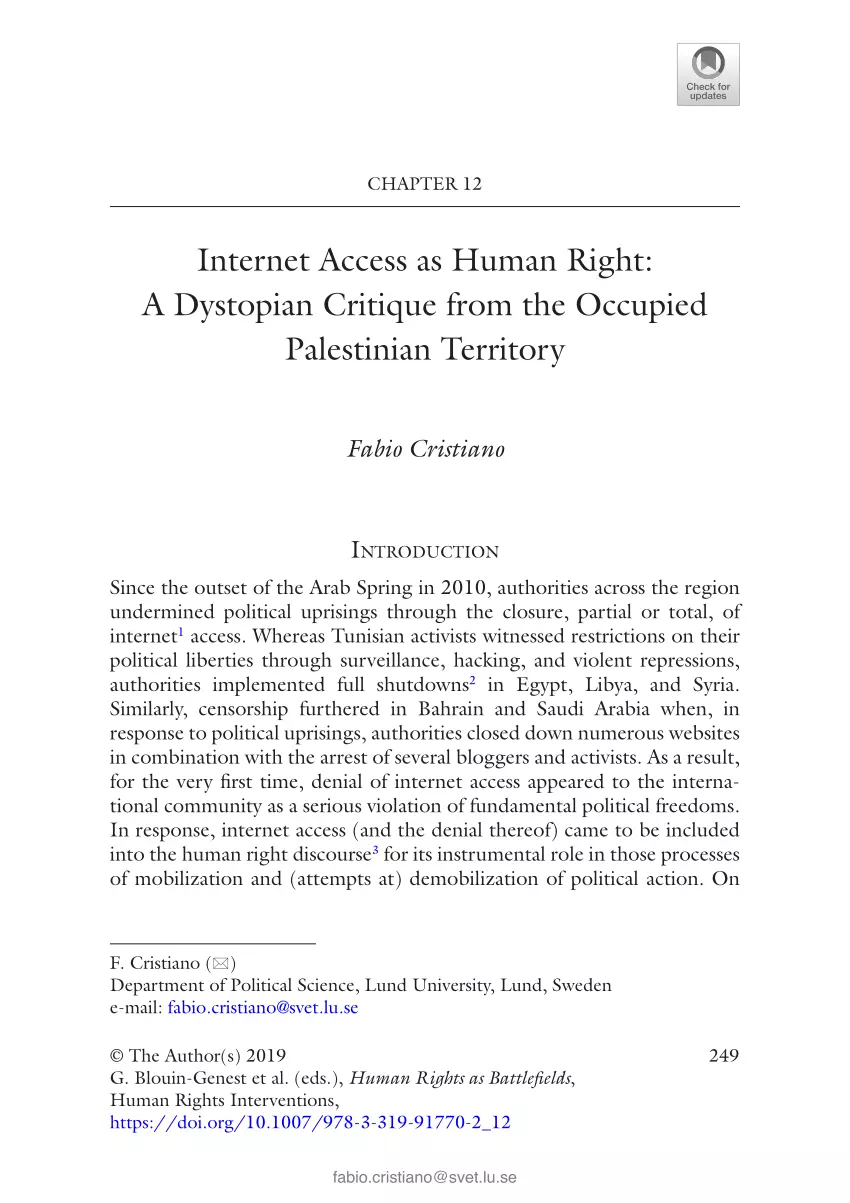 Check for
updates
CHAPTER 12
Internet Access as Human Right:
A Dystopian Critique from the Occupied
Palestinian Territory
Fabio Cristiano
Introduction
Since the outset of the Arab Spring in 2010, authorities across the region
undermined political uprisings through the closure, partial or total, of
internet1 access. Whereas Tunisian activists witnessed restrictions on their
political liberties through surveillance, hacking, and violent repressions,
authorities implemented full shutdowns2 in Egypt, Libya, and Syria.
Similarly, censorship furthered in Bahrain and Saudi Arabia when, in
response to political uprisings, authorities closed down numerous websites
in combination with the arrest of several bloggers and activists. As a result,
for the very first time, denial of internet access appeared to the interna-
tional community as a serious violation of fundamental political freedoms.
In response, internet access (and the denial thereof) came to be included
into the human right discourse3 for its instrumental role in those processes
of mobilization and (attempts at) demobilization of political action. On
F. Cristiano (✉)
Department of Political Science, Lund University, Lund, Sweden
e-mail: fabio.cristiano@svet.lu.se
© The Author(s) 2019 249
G. Blouin-Genest et al. (eds.), Human Rights as Battlefields,
Human Rights Interventions,
https://doi.org/10.1007/978-3-319-91770-2_12
fabio.cristiano@svet.lu.se